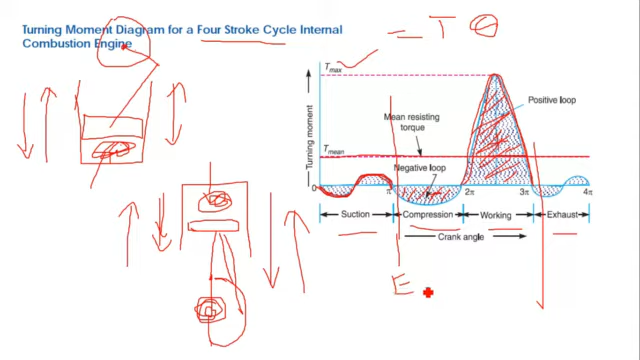 Turning Moment Diagram for a Four Stroke Cycle Internal
Combustion Engine
= T θ
Tmax
Positive loop
Mean resisting
torque
Turning moment
Tmean
Negative loop
0 π 2π 3π 4π
Suction Compression Working Exhaust
Crank angle
E